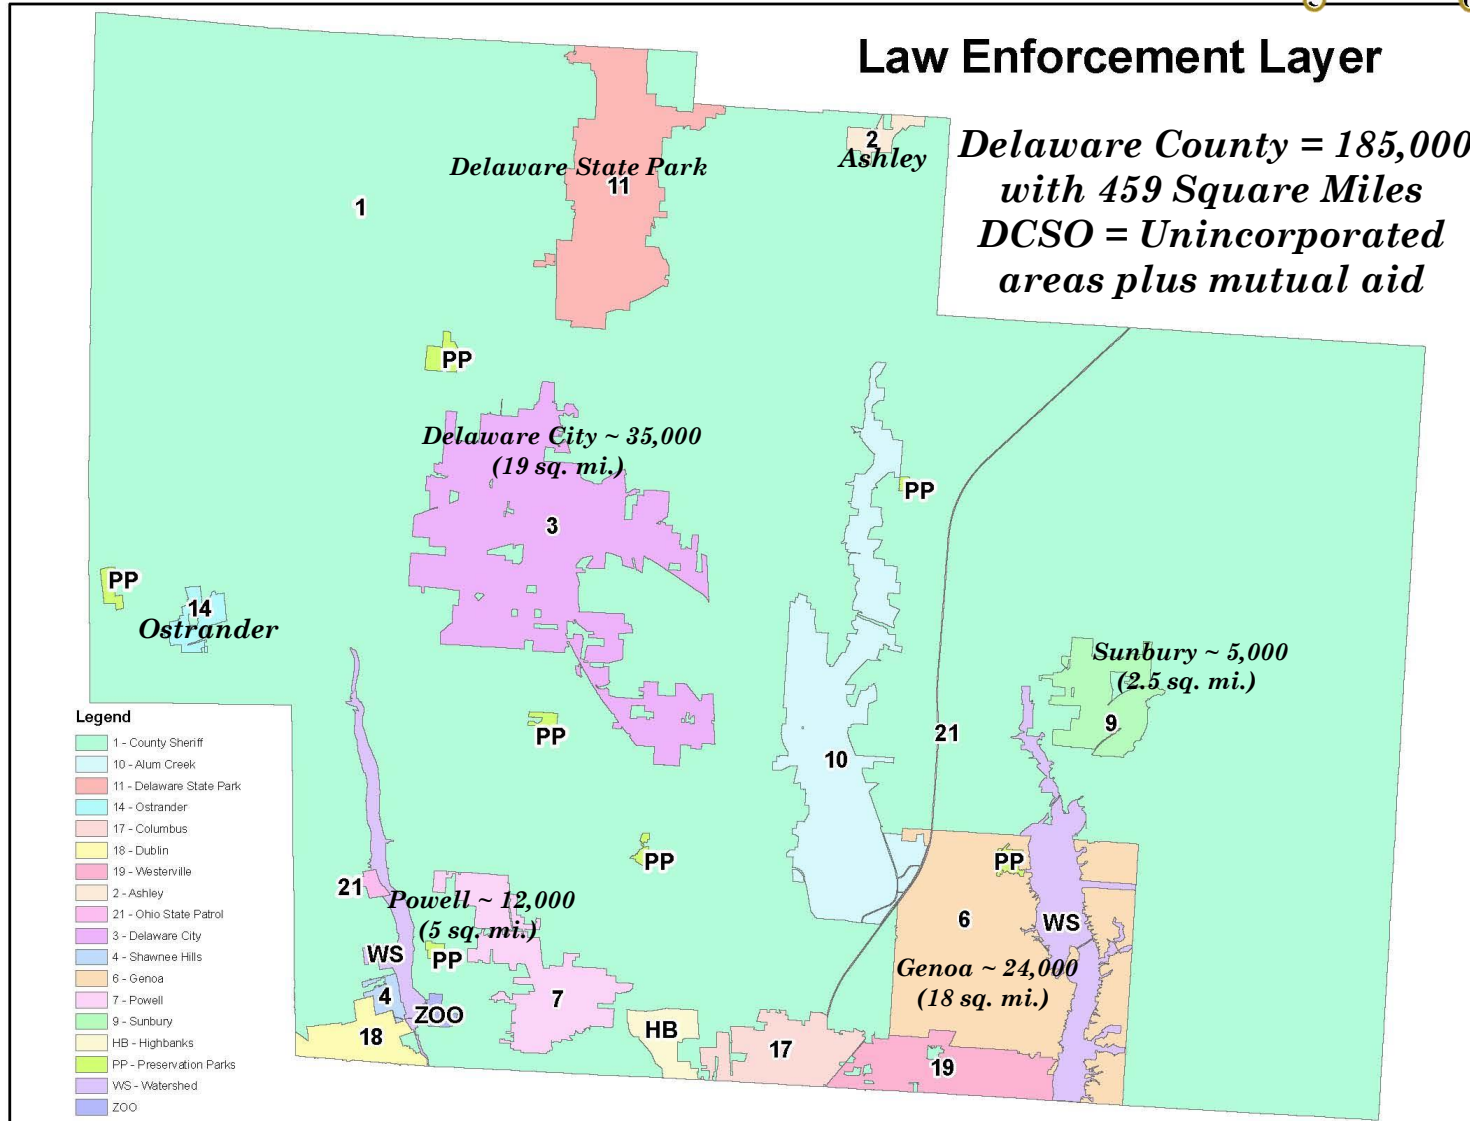 Law Enforcement Layer
Delaware County = 185,000
with 459 Square Miles
DCSO = Unincorporated
areas plus mutual aid
2
Ashley
Delaware State Park
11
1
PP
Delaware City ~ 35,000
(19 sq. mi.)
PP
3
PP
14
Ostrander
Sunbury ~ 5,000
(2.5 sq. mi.)
9
21
PP
10
PP
PP
21
Powell ~ 12,000
(5 sq. mi.)
6
WS
WS
PP
Genoa ~ 24,000
(18 sq. mi.)
4
ZOO
7
18
HB
17
19
Legend
1 - County Sheriff
10 - Alum Creek
11 - Delaware State Park
14 - Ostrander
17 - Columbus
18 - Dublin
19 - Westerville
2 - Ashley
21 - Ohio State Patrol
3 - Delaware City
4 - Shawnee Hills
6 - Genoa
7 - Powell
9 - Sunbury
HB - Highbanks
PP - Preservation Parks
WS - Watershed
ZOO